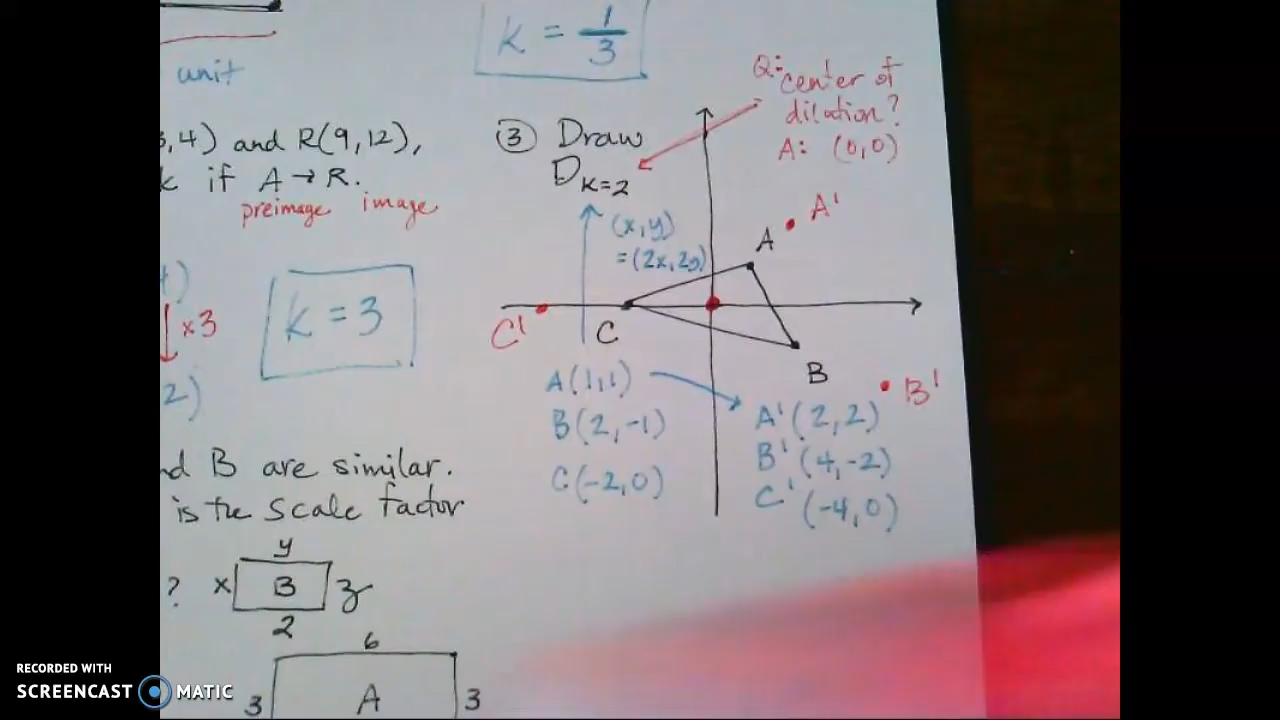 k = 1/3
unit
Q: center of
dilation?
A: (0,0)
,4) and R(9,12),
k if A → R.
preimage image
③ Draw
D K=2
(x,y)
=(2x,2y)
A'
A
C'
C
B
B'
x3
k = 3
2)
A(1,1)
B(2,-1)
C(-2,0)
A'(2,2)
B'(4,-2)
C'(-4,0)
nd B are similar.
is the scale factor
?
y
x B z
2
6
3 A 3
RECORDED WITH
SCREENCAST MATIC